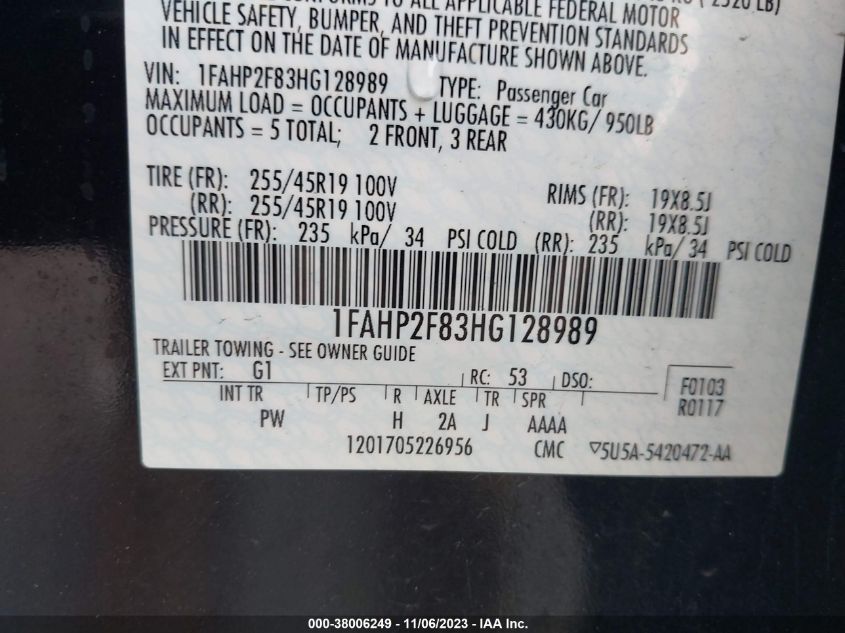 TO ALL APPLICABLE FEDERAL MOTOR
VEHICLE SAFETY, BUMPER, AND THEFT PREVENTION STANDARDS
IN EFFECT ON THE DATE OF MANUFACTURE SHOWN ABOVE.
VIN: 1FAHP2F83HG128989 TYPE: Passenger Car
MAXIMUM LOAD = OCCUPANTS + LUGGAGE = 430KG/ 950LB
OCCUPANTS = 5 TOTAL; 2 FRONT, 3 REAR
TIRE (FR): 255/45R19 100V RIMS (FR): 19X8.5J
(RR): 255/45R19 100V (RR): 19X8.5J
PRESSURE (FR): 235 kPa/ 34 PSI COLD (RR): 235 kPa/ 34 PSI COLD
1FAHP2F83HG128989
TRAILER TOWING - SEE OWNER GUIDE
EXT PNT: G1 RC: 53 DSO: F0103
INT TR TP/PS R AXLE TR SPR R0117
PW H 2A J AAAA
1201705226956 CMC ▽5U5A-5420472-AA
000-38006249 - 11/06/2023 - IAA Inc.